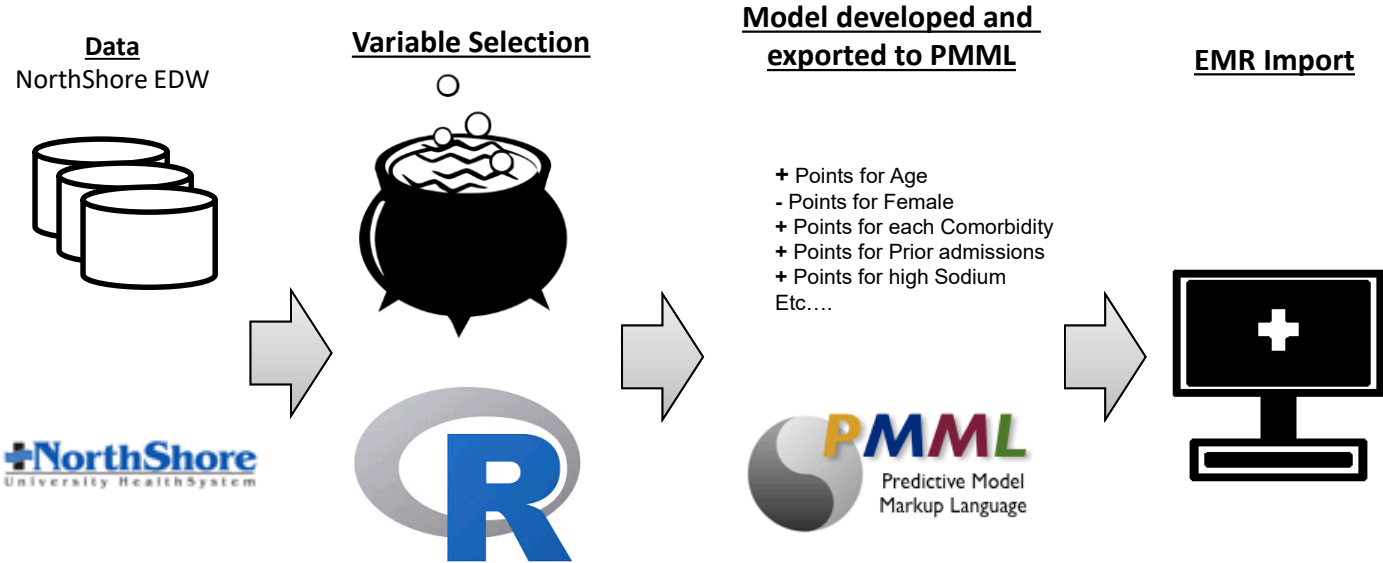 Data
NorthShore EDW
Variable Selection
Model developed and
exported to PMML
EMR Import
+ Points for Age
- Points for Female
+ Points for each Comorbidity
+ Points for Prior admissions
+ Points for high Sodium
Etc….
NorthShore
University HealthSystem
R
PMML
Predictive Model
Markup Language